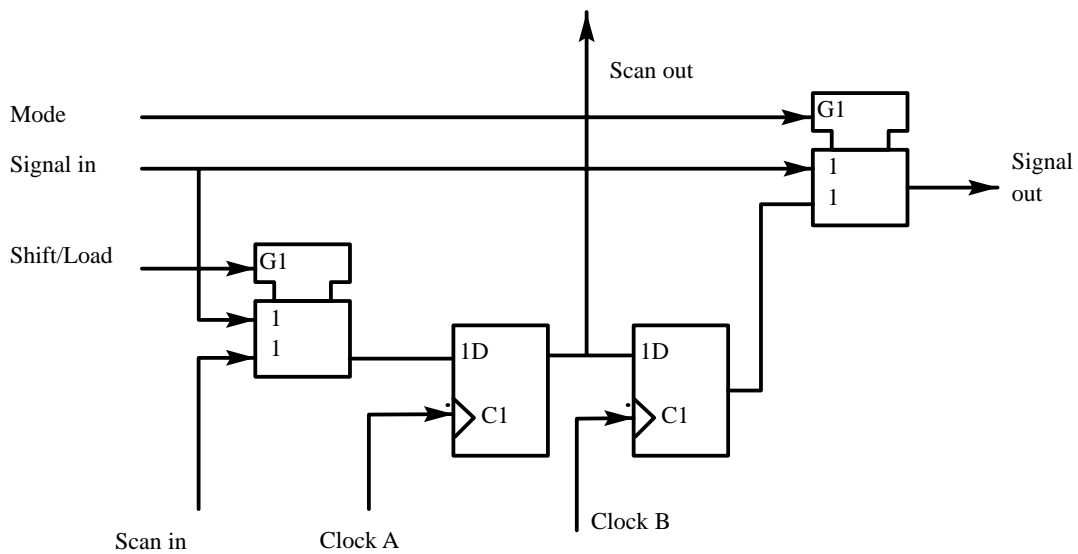 Scan out
Mode
G1
Signal in
1
Signal
1
out
Shift/Load
G1
1
1
1D
1D
C1
C1
Clock B
Scan in
Clock A